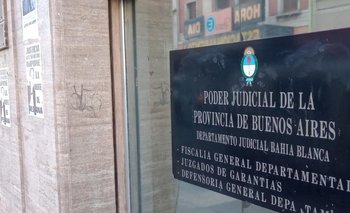 PODER JUDICIAL DE LA
PROVINCIA DE BUENOS AIRES
DEPARTAMENTO JUDICIAL BAHIA BLANCA
- FISCALIA GENERAL DEPARTAMENTAL
- JUZGADOS DE GARANTIAS
- DEFENSORIA GENERAL DEPA